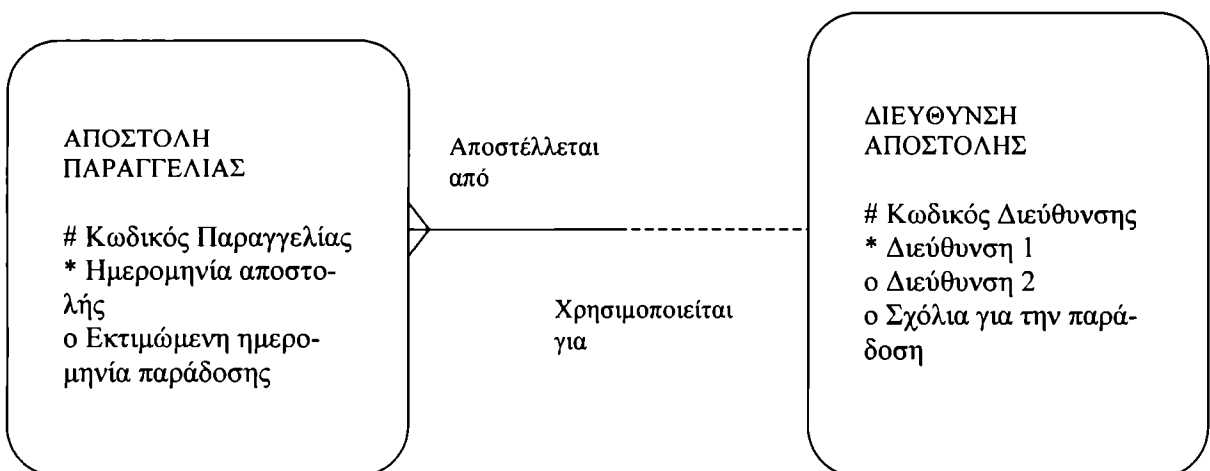 ΑΠΟΣΤΟΛΗ
ΠΑΡΑΓΓΕΛΙΑΣ
# Κωδικός Παραγγελίας
* Ημερομηνία αποστο-
λής
ο Εκτιμώμενη ημερο-
μηνία παράδοσης
Αποστέλλεται
από
Χρησιμοποιείται
για
ΔΙΕΥΘΥΝΣΗ
ΑΠΟΣΤΟΛΗΣ
# Κωδικός Διεύθυνσης
* Διεύθυνση 1
ο Διεύθυνση 2
ο Σχόλια για την παρά-
δοση